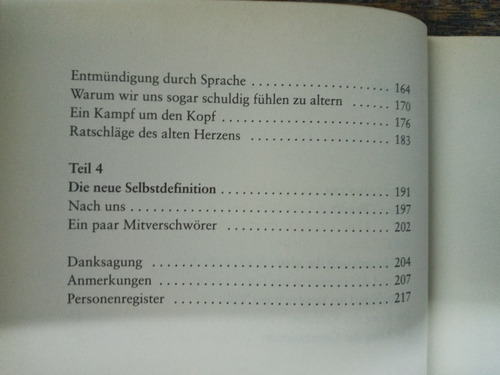 Entmündigung durch Sprache . . . . . . . . . . . . . . . . . . . . 164
Warum wir uns sogar schuldig fühlen zu altern . . . . . . 170
Ein Kampf um den Kopf . . . . . . . . . . . . . . . . . . . . . . . . 176
Ratschläge des alten Herzens . . . . . . . . . . . . . . . . . . . . . 183
Teil 4
Die neue Selbstdefinition . . . . . . . . . . . . . . . . . . . . . . . . 191
Nach uns . . . . . . . . . . . . . . . . . . . . . . . . . . . . . . . . . . . . 197
Ein paar Mitverschwörer . . . . . . . . . . . . . . . . . . . . . . . . 202
Danksagung . . . . . . . . . . . . . . . . . . . . . . . . . . . . . . . . . 204
Anmerkungen . . . . . . . . . . . . . . . . . . . . . . . . . . . . . . . . 207
Personenregister . . . . . . . . . . . . . . . . . . . . . . . . . . . . . . 217